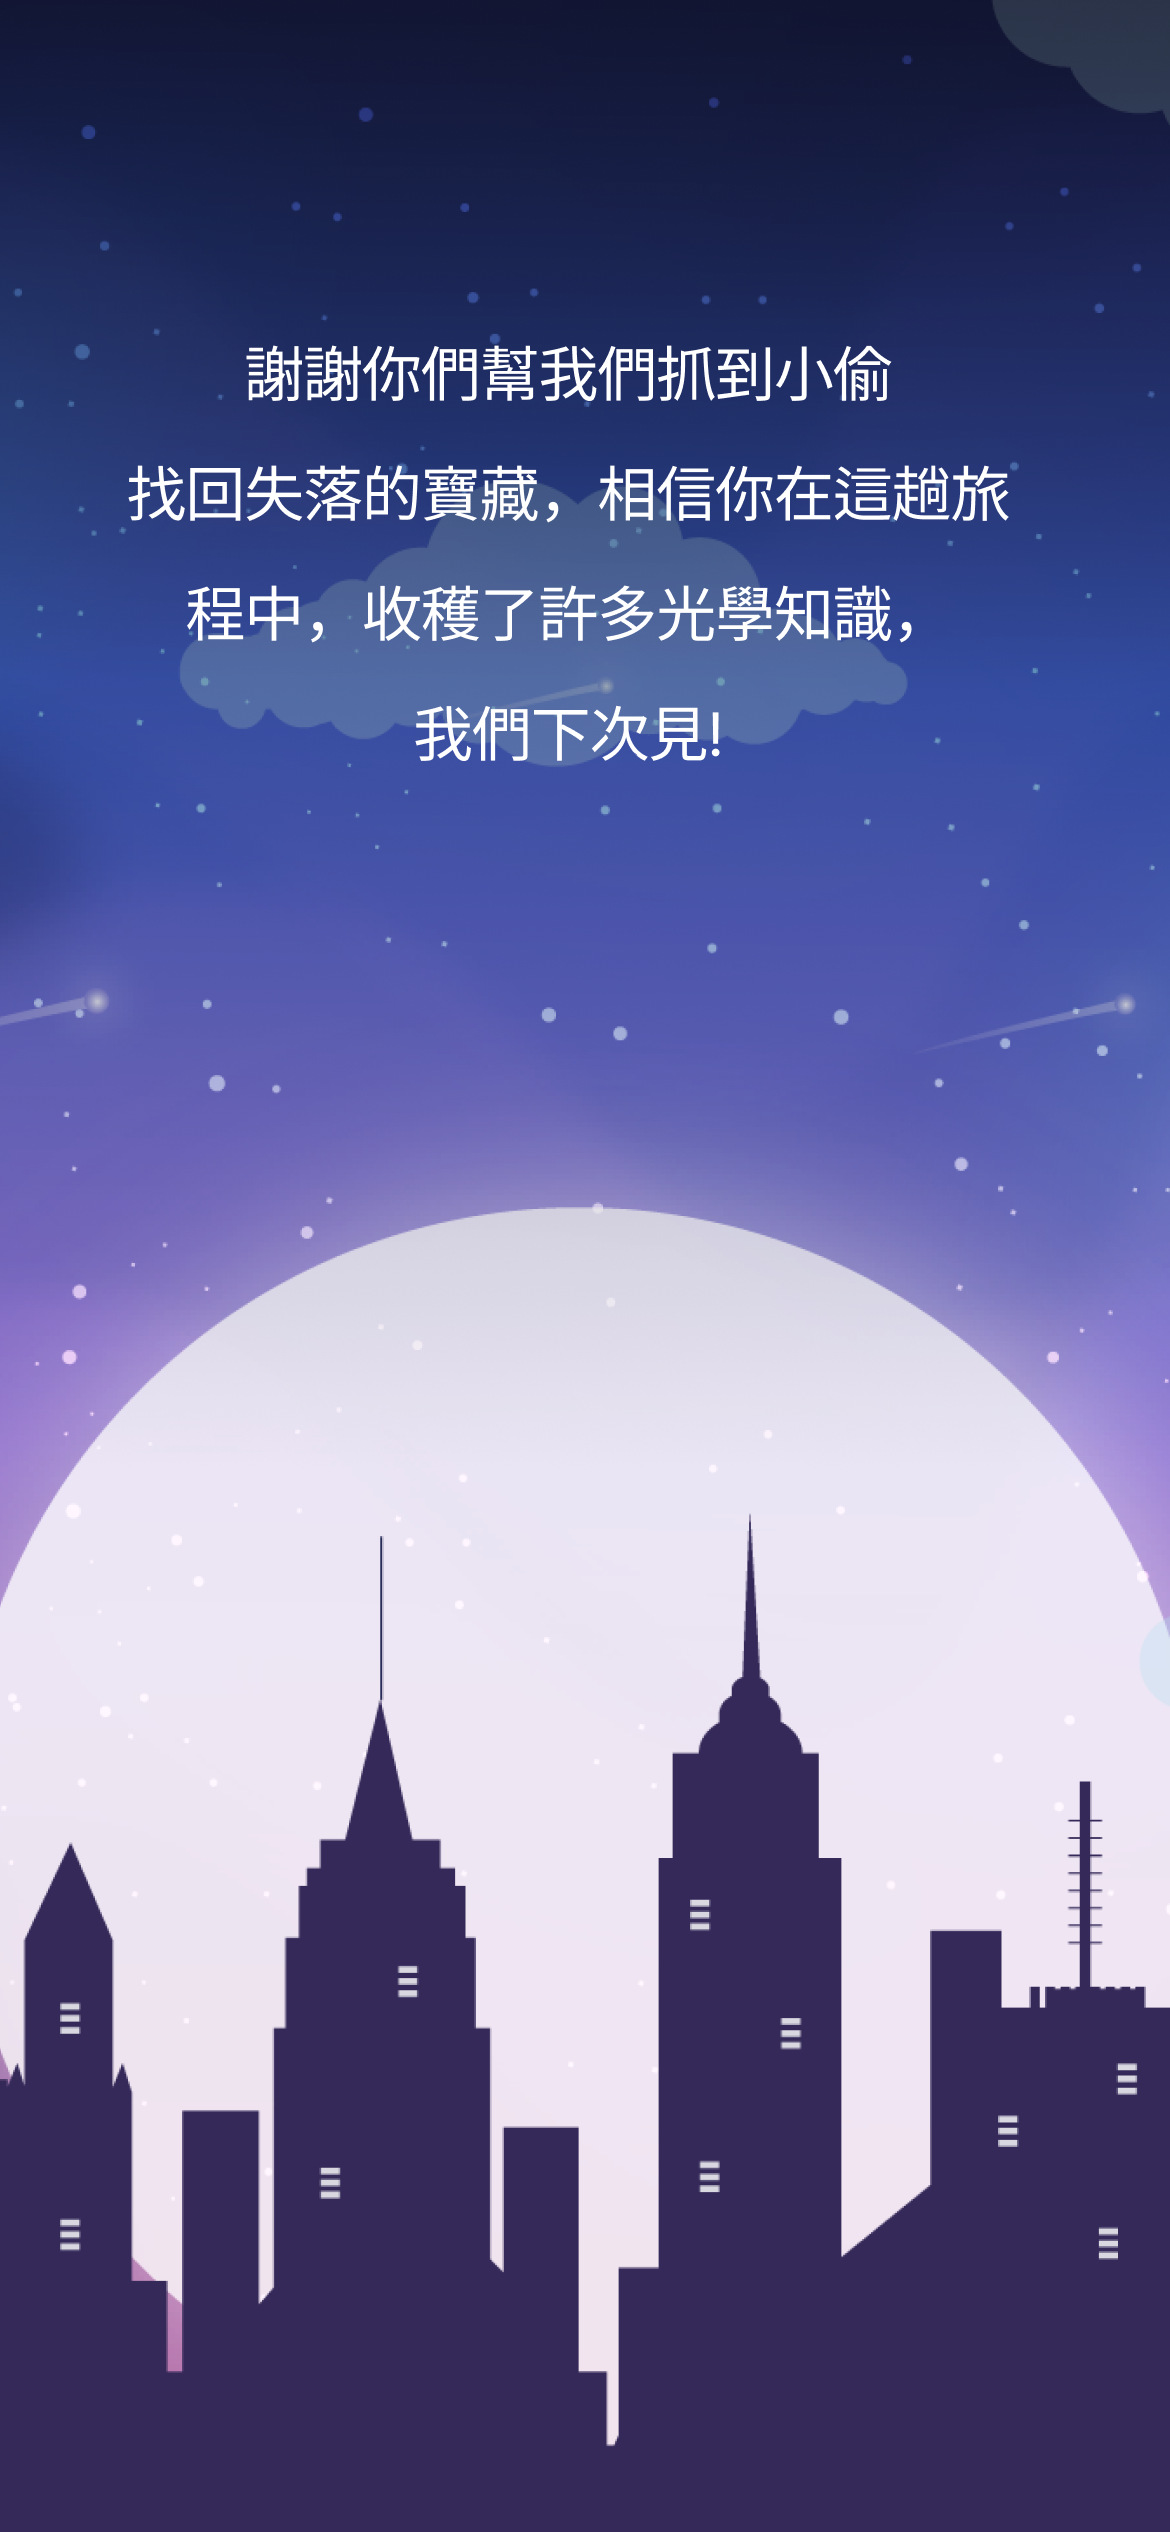 謝謝你們幫我們抓到小偷
找回失落的寶藏，相信你在這趟旅
程中，收穫了許多光學知識，
我們下次見!